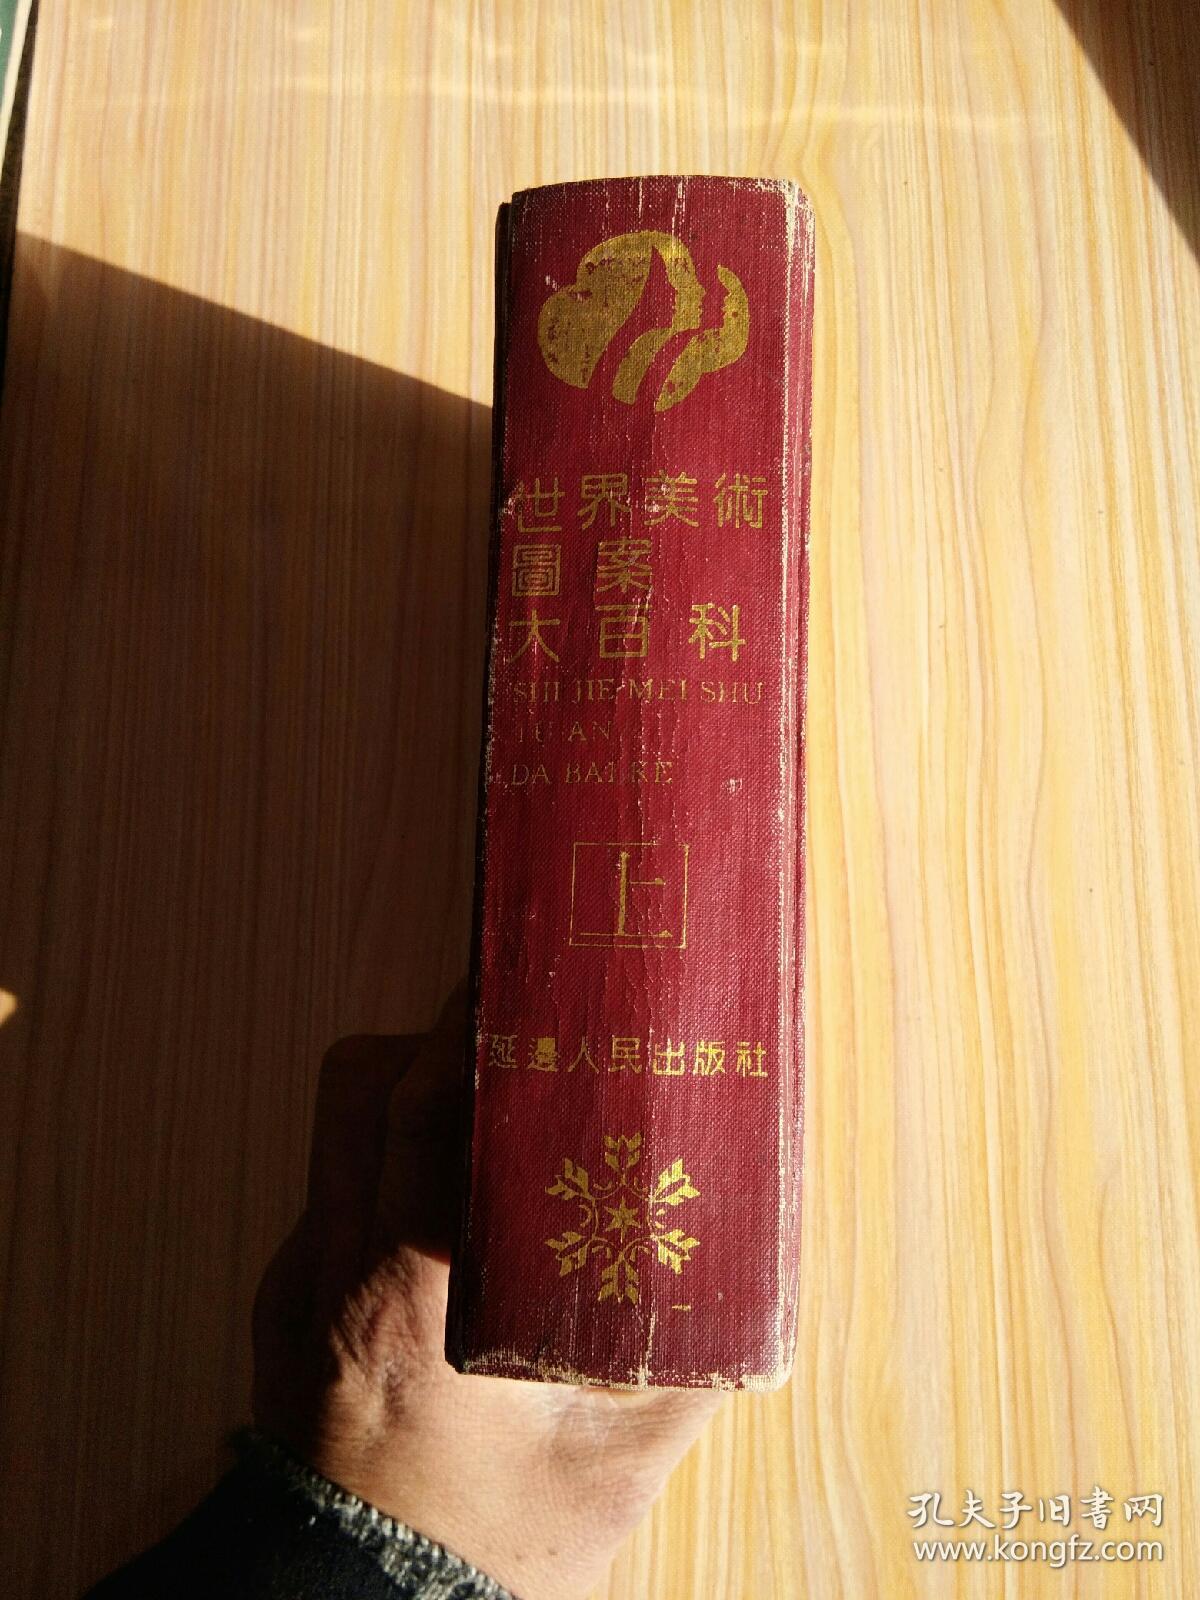 世界美術
圖案
大百科
SHI JIE MEI SHU
TU AN
DA BAI KE
上
延邊人民出版社
孔夫子旧書网
www.kongfz.com